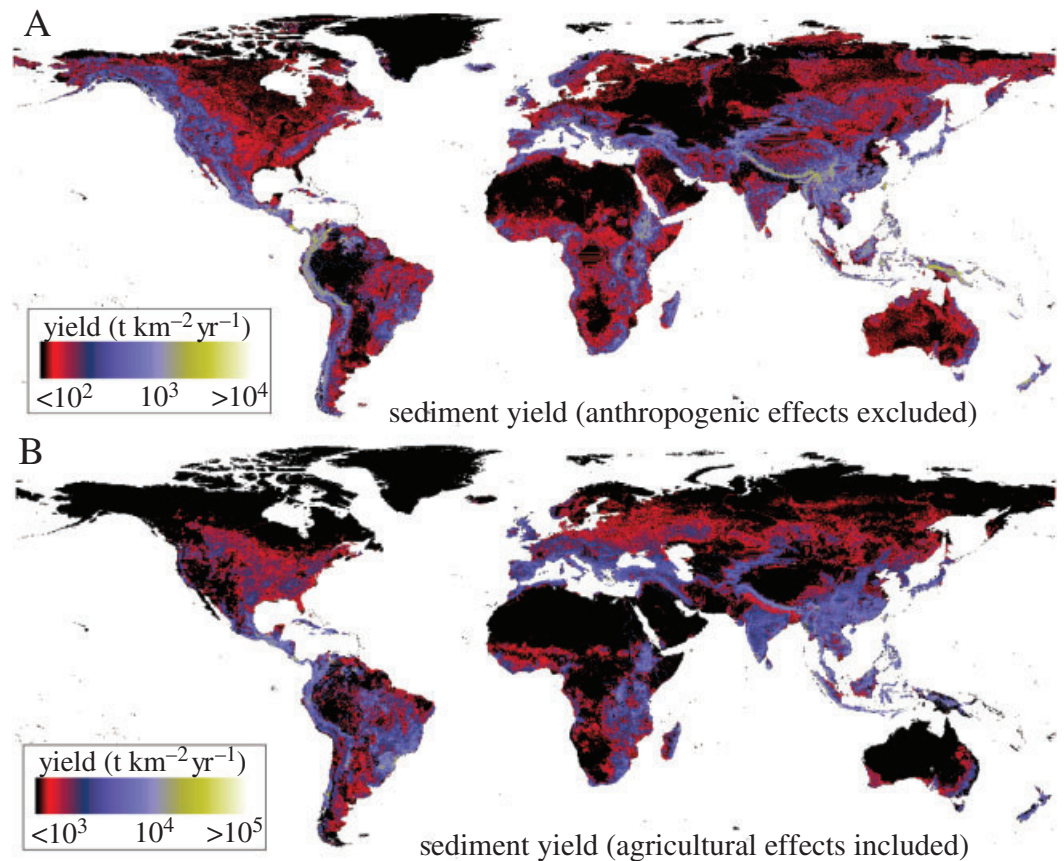 A
yield (t km⁻² yr⁻¹)
<10² 10³ >10⁴
sediment yield (anthropogenic effects excluded)
B
yield (t km⁻² yr⁻¹)
<10³ 10⁴ >10⁵
sediment yield (agricultural effects included)